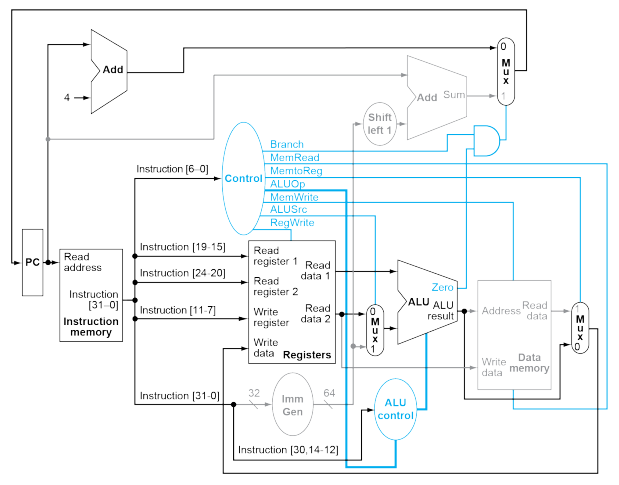 Add
4
0
M
u
x
1
Add
Sum
Shift
left 1
Branch
MemRead
MemtoReg
ALUOp
MemWrite
ALUSrc
RegWrite
Control
Instruction [6–0]
PC
Read
address
Instruction
[31–0]
Instruction
memory
Instruction [19-15]
Instruction [24-20]
Instruction [11-7]
Instruction [31-0]
Instruction [30,14-12]
Read
register 1
Read
register 2
Write
register
Write
data
Read
data 1
Read
data 2
Registers
0
M
u
x
1
ALU
Zero
ALU
result
Address
Read
data
Write
data
Data
memory
1
M
u
x
0
32
Imm
Gen
64
ALU
control